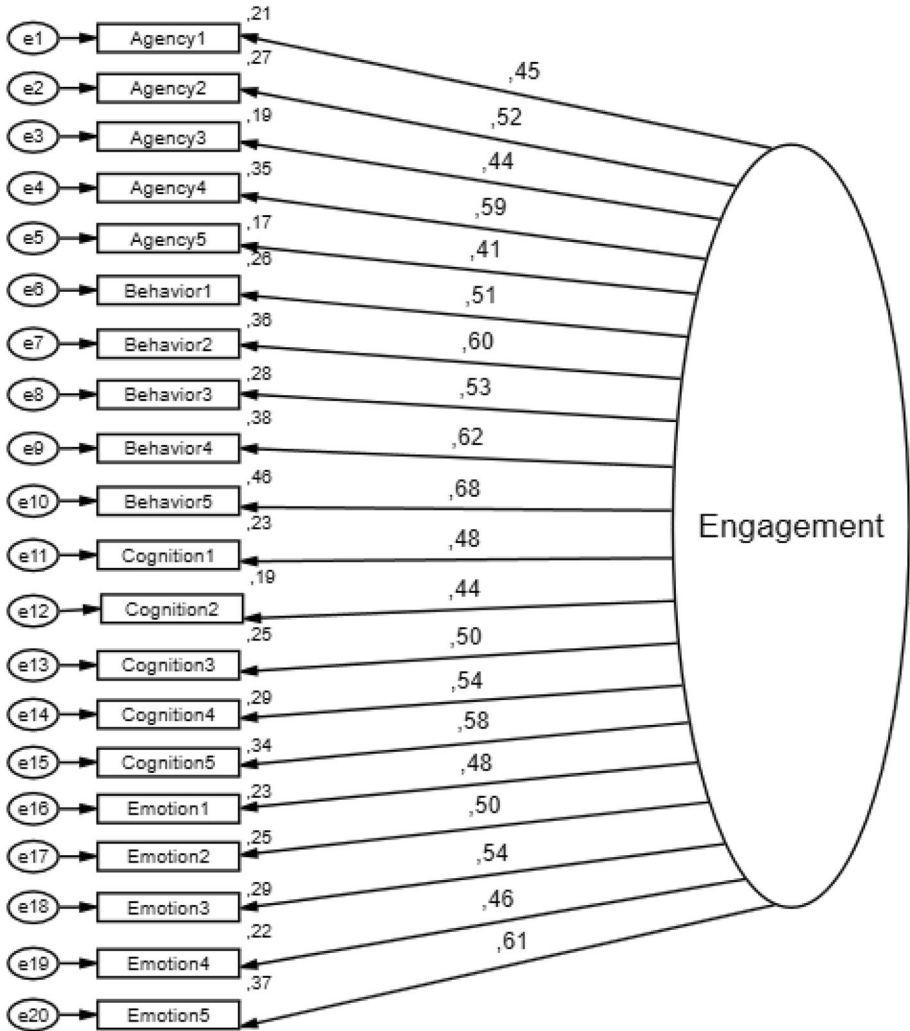 ,21
e1 Agency1
,27
,45
e2 Agency2
,52
,19
e3 Agency3
,44
,35
e4 Agency4
,59
,17
e5 Agency5
,41
,26
e6 Behavior1
,51
,36
e7 Behavior2
,60
,28
e8 Behavior3
,53
,38
e9 Behavior4
,62
,46
e10 Behavior5
,68
,23
e11 Cognition1
,48
Engagement
,19
e12 Cognition2
,44
,25
e13 Cognition3
,50
,29
e14 Cognition4
,54
,34
e15 Cognition5
,58
,23
e16 Emotion1
,48
,25
e17 Emotion2
,50
,29
e18 Emotion3
,54
,22
e19 Emotion4
,46
,37
e20 Emotion5
,61